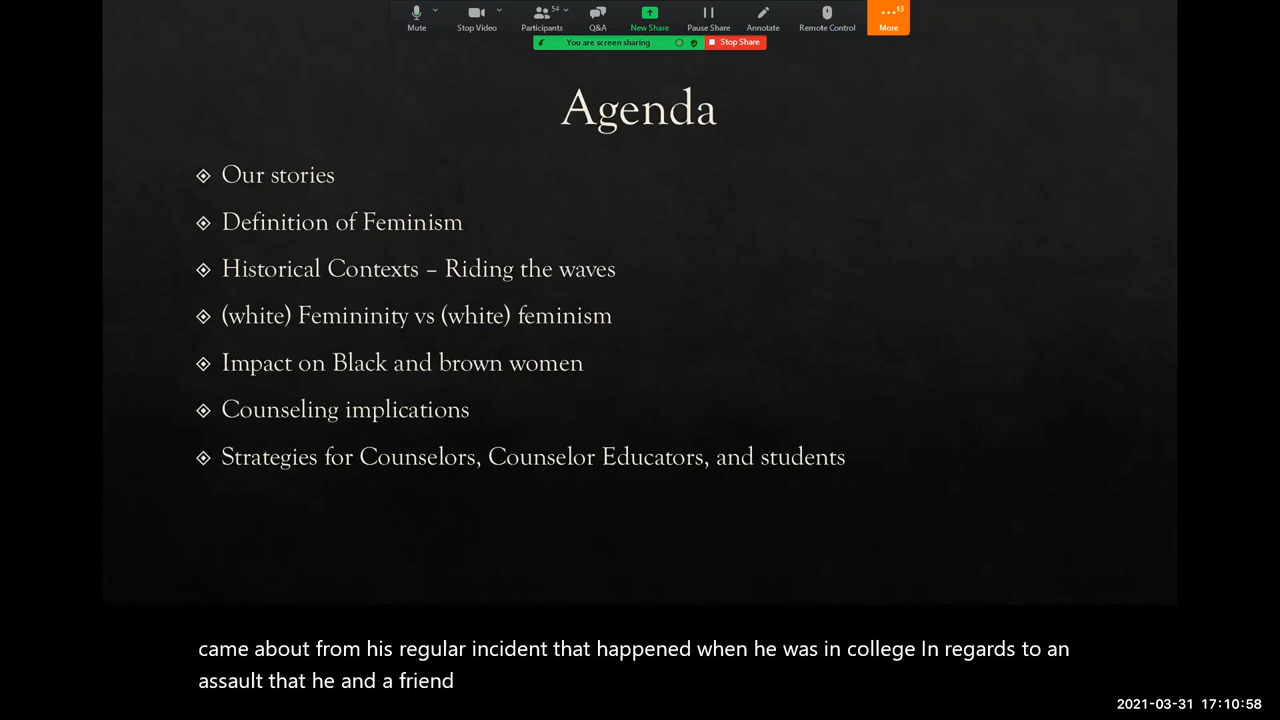 Mute
Stop Video
54
Participants
Q&A
New Share
Pause Share
Annotate
Remote Control
13
More
You are screen sharing
Stop Share
Agenda
Our stories
Definition of Feminism
Historical Contexts – Riding the waves
(white) Femininity vs (white) feminism
Impact on Black and brown women
Counseling implications
Strategies for Counselors, Counselor Educators, and students
came about from his regular incident that happened when he was in college In regards to an
assault that he and a friend
2021-03-31 17:10:58